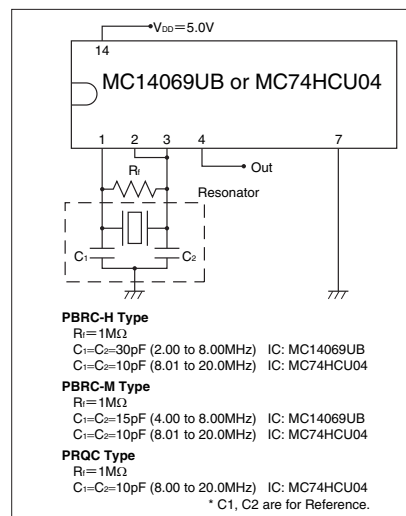 VDD=5.0V
14
MC14069UB or MC74HCU04
1 2 3 4 7
Rf
Out
Resonator
C1 C2
PBRC-H Type
Rf=1MΩ
C1=C2=30pF (2.00 to 8.00MHz) IC: MC14069UB
C1=C2=10pF (8.01 to 20.0MHz) IC: MC74HCU04
PBRC-M Type
Rf=1MΩ
C1=C2=15pF (4.00 to 8.00MHz) IC: MC14069UB
C1=C2=10pF (8.01 to 20.0MHz) IC: MC74HCU04
PRQC Type
Rf=1MΩ
C1=C2=10pF (8.00 to 20.0MHz) IC: MC74HCU04
* C1, C2 are for Reference.